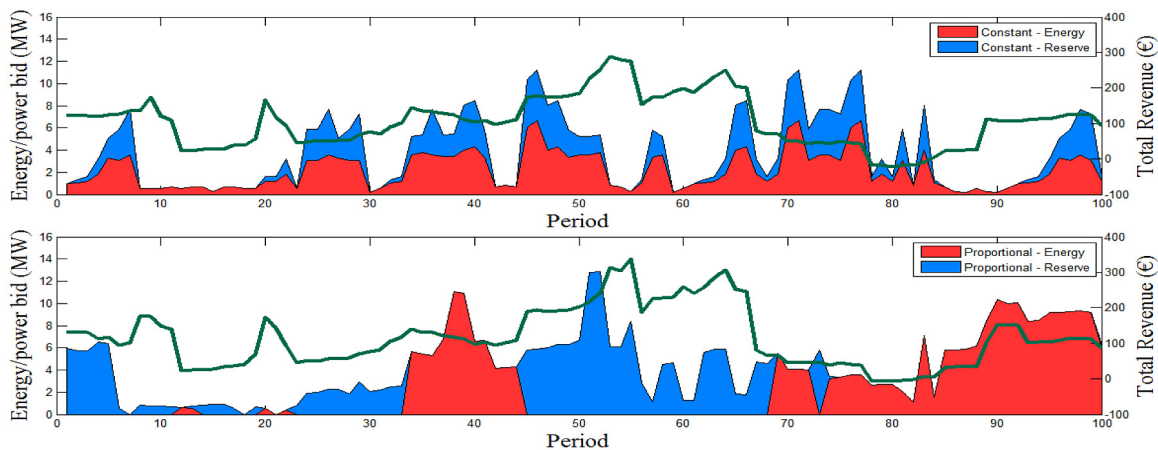 Energy/power bid (MW)
16
14
12
10
8
6
4
2
0
Constant - Energy
Constant - Reserve
400
300
200
100
0
-100
Total Revenue (€)
0 10 20 30 40 50 60 70 80 90 100
Period
Energy/power bid (MW)
16
14
12
10
8
6
4
2
0
Proportional - Energy
Proportional - Reserve
400
300
200
100
0
-100
Total Revenue (€)
0 10 20 30 40 50 60 70 80 90 100
Period